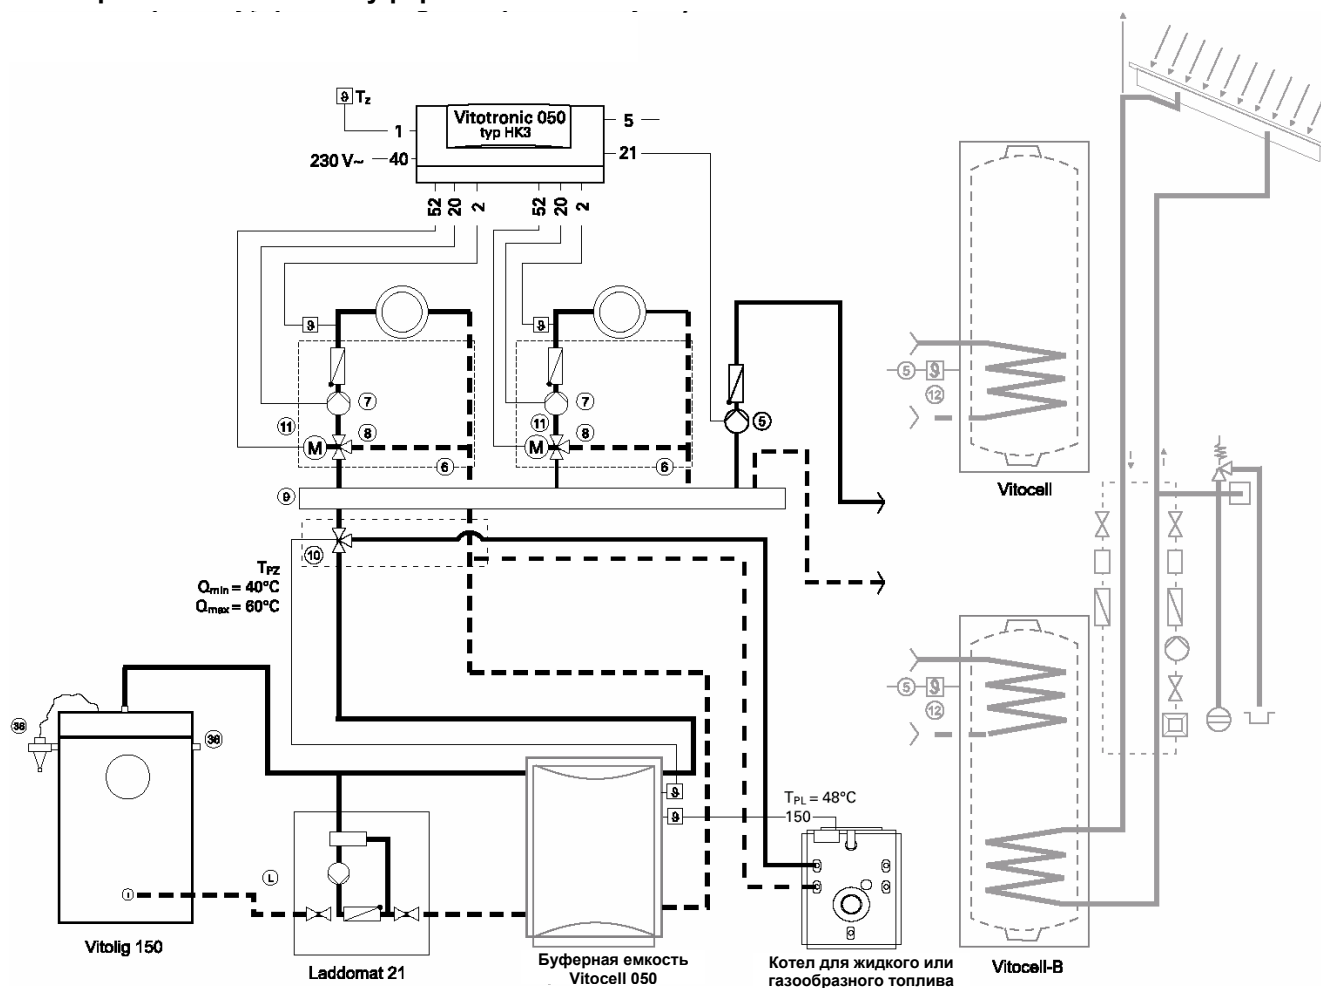 Tz
Vitotronic 050
typ HK3
1
5
230 V~
40
21
52
20
2
52
20
2
7
7
11
8
M
11
8
M
5
6
6
9
10
TPZ
Qmin = 40°C
Qmax = 60°C
5
12
Vitocell
5
12
36
36
TPL = 48°C
150
L
Vitolig 150
Laddomat 21
Буферная емкость
Vitocell 050
Котел для жидкого или
газообразного топлива
Vitocell-B